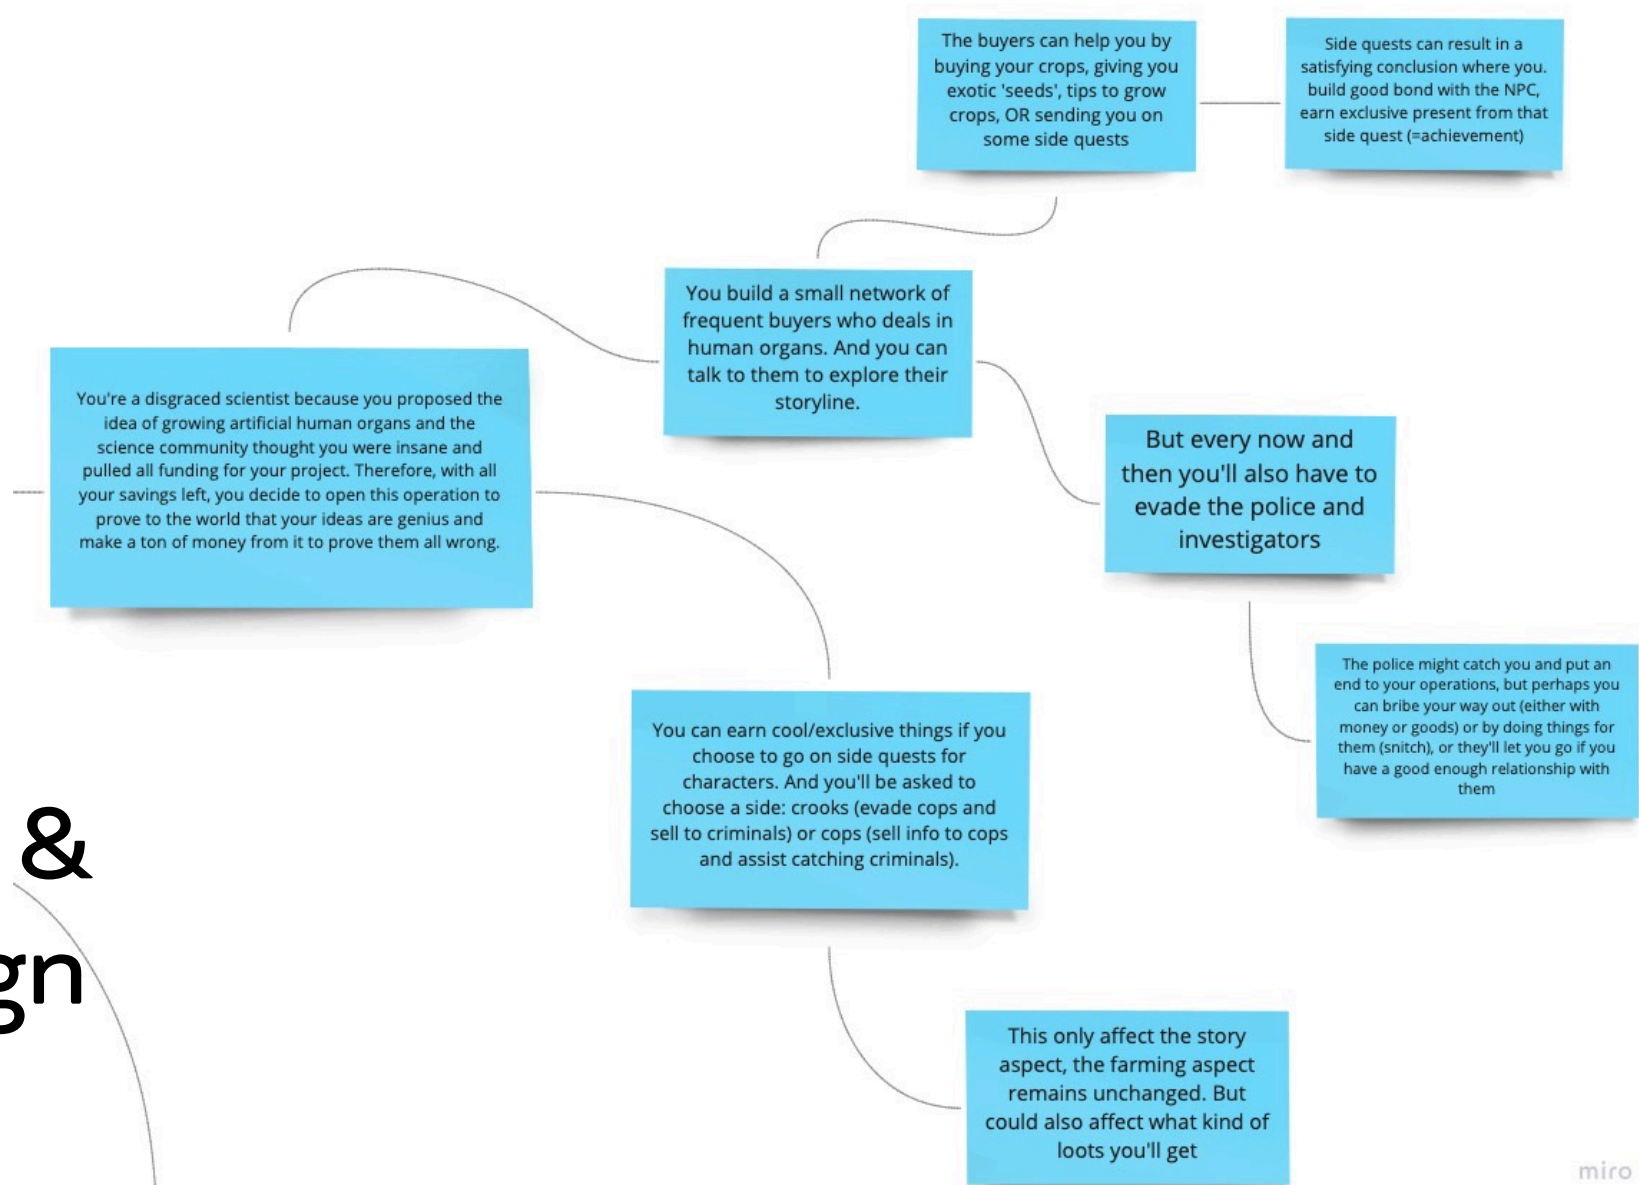 The buyers can help you by
buying your crops, giving you
exotic 'seeds', tips to grow
crops, OR sending you on
some side quests
Side quests can result in a
satisfying conclusion where you.
build good bond with the NPC,
earn exclusive present from that
side quest (=achievement)
You build a small network of
frequent buyers who deals in
human organs. And you can
talk to them to explore their
storyline.
You're a disgraced scientist because you proposed the
idea of growing artificial human organs and the
science community thought you were insane and
pulled all funding for your project. Therefore, with all
your savings left, you decide to open this operation to
prove to the world that your ideas are genius and
make a ton of money from it to prove them all wrong.
But every now and
then you'll also have to
evade the police and
investigators
The police might catch you and put an
end to your operations, but perhaps you
can bribe your way out (either with
money or goods) or by doing things for
them (snitch), or they'll let you go if you
have a good enough relationship with
them
You can earn cool/exclusive things if you
choose to go on side quests for
characters. And you'll be asked to
choose a side: crooks (evade cops and
sell to criminals) or cops (sell info to cops
and assist catching criminals).
&
gn
This only affect the story
aspect, the farming aspect
remains unchanged. But
could also affect what kind of
loots you'll get
miro